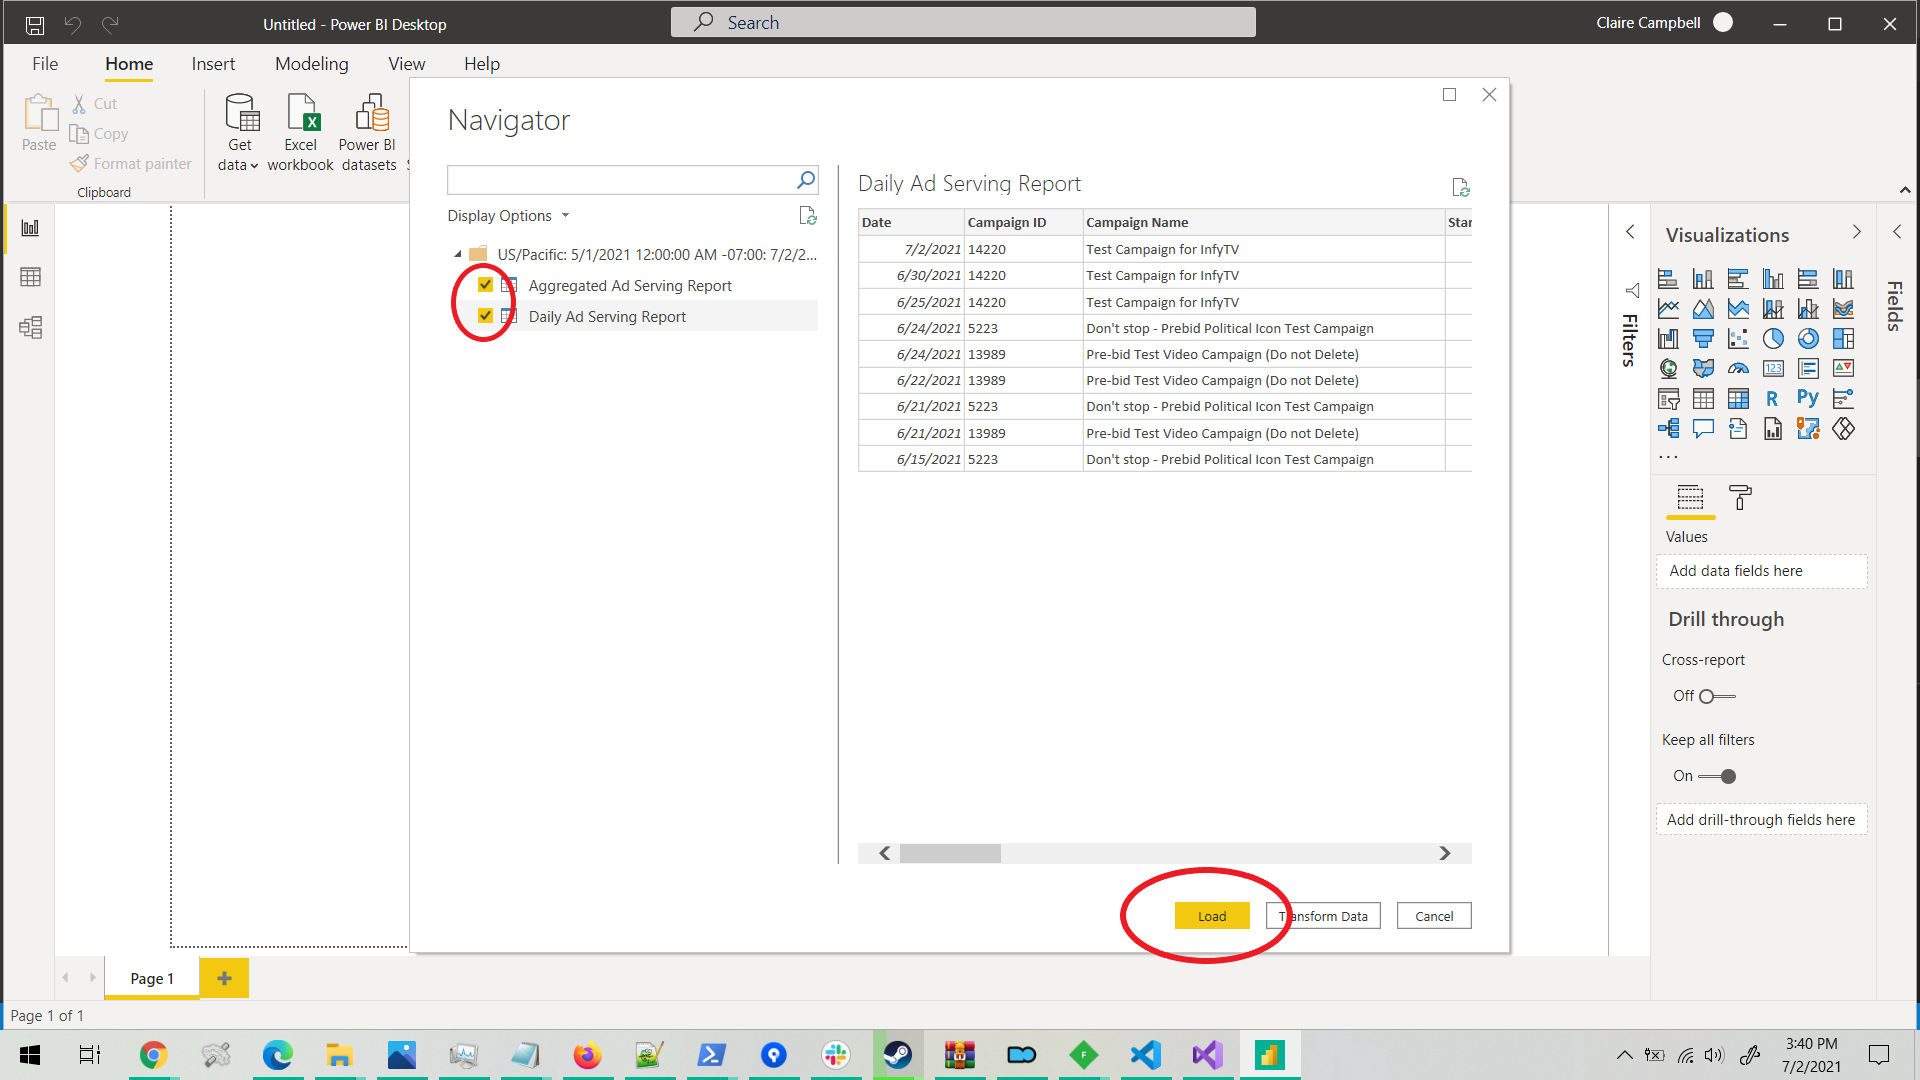 Untitled - Power BI Desktop
Search
Claire Campbell
File Home Insert Modeling View Help
Paste
Cut
Copy
Format painter
Clipboard
Get data
Excel workbook
Power BI datasets
Navigator
Display Options
US/Pacific: 5/1/2021 12:00:00 AM -07:00: 7/2/2...
Aggregated Ad Serving Report
Daily Ad Serving Report
Daily Ad Serving Report
Date Campaign ID Campaign Name Star
7/2/2021 14220 Test Campaign for InfyTV
6/30/2021 14220 Test Campaign for InfyTV
6/25/2021 14220 Test Campaign for InfyTV
6/24/2021 5223 Don't stop - Prebid Political Icon Test Campaign
6/24/2021 13989 Pre-bid Test Video Campaign (Do not Delete)
6/22/2021 13989 Pre-bid Test Video Campaign (Do not Delete)
6/21/2021 5223 Don't stop - Prebid Political Icon Test Campaign
6/21/2021 13989 Pre-bid Test Video Campaign (Do not Delete)
6/15/2021 5223 Don't stop - Prebid Political Icon Test Campaign
Load
Transform Data
Cancel
Filters
Visualizations
123
R
Py
...
Values
Add data fields here
Drill through
Cross-report
Off
Keep all filters
On
Add drill-through fields here
Fields
Page 1
Page 1 of 1
3:40 PM
7/2/2021